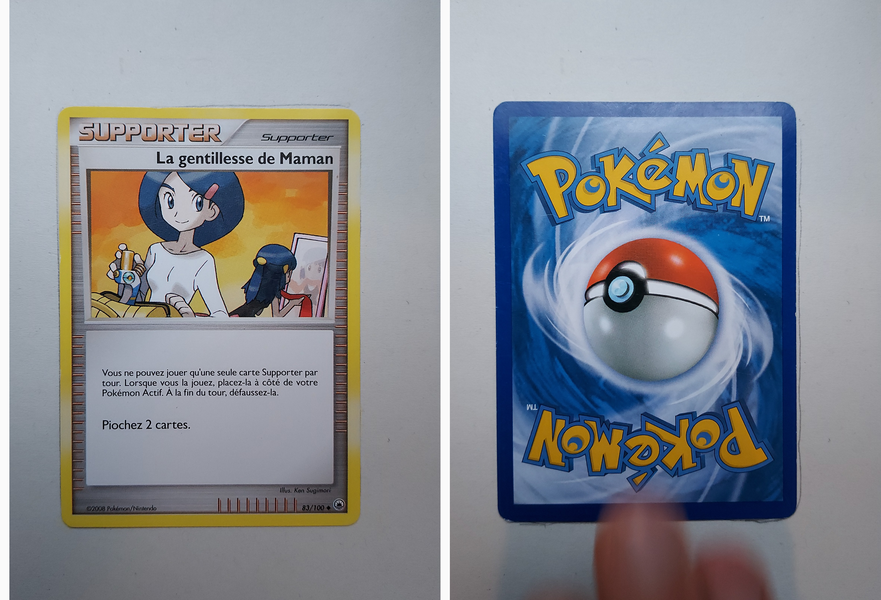 SUPPORTER
Supporter
La gentillesse de Maman
Vous ne pouvez jouer qu'une seule carte Supporter par
tour. Lorsque vous la jouez, placez-la à côté de votre
Pokémon Actif. À la fin du tour, défaussez-la.
Piochez 2 cartes.
Illus. Ken Sugimori
©2008 Pokémon/Nintendo
83/100
POKéMON
TM
POKéMON
TM